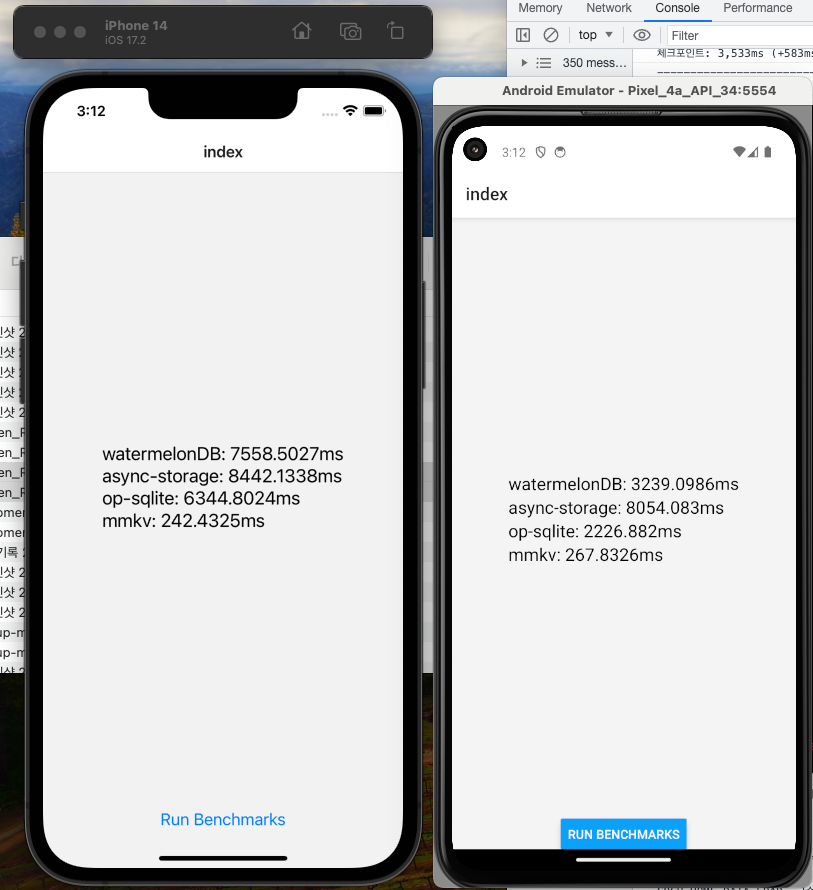 iPhone 14
iOS 17.2
3:12
index
watermelonDB: 7558.5027ms
async-storage: 8442.1338ms
op-sqlite: 6344.8024ms
mmkv: 242.4325ms
Run Benchmarks
Memory Network Console Performance
top Filter
350 mess...
체크포인트: 3,533ms (+583ms
Android Emulator - Pixel_4a_API_34:5554
3:12
index
watermelonDB: 3239.0986ms
async-storage: 8054.083ms
op-sqlite: 2226.882ms
mmkv: 267.8326ms
RUN BENCHMARKS